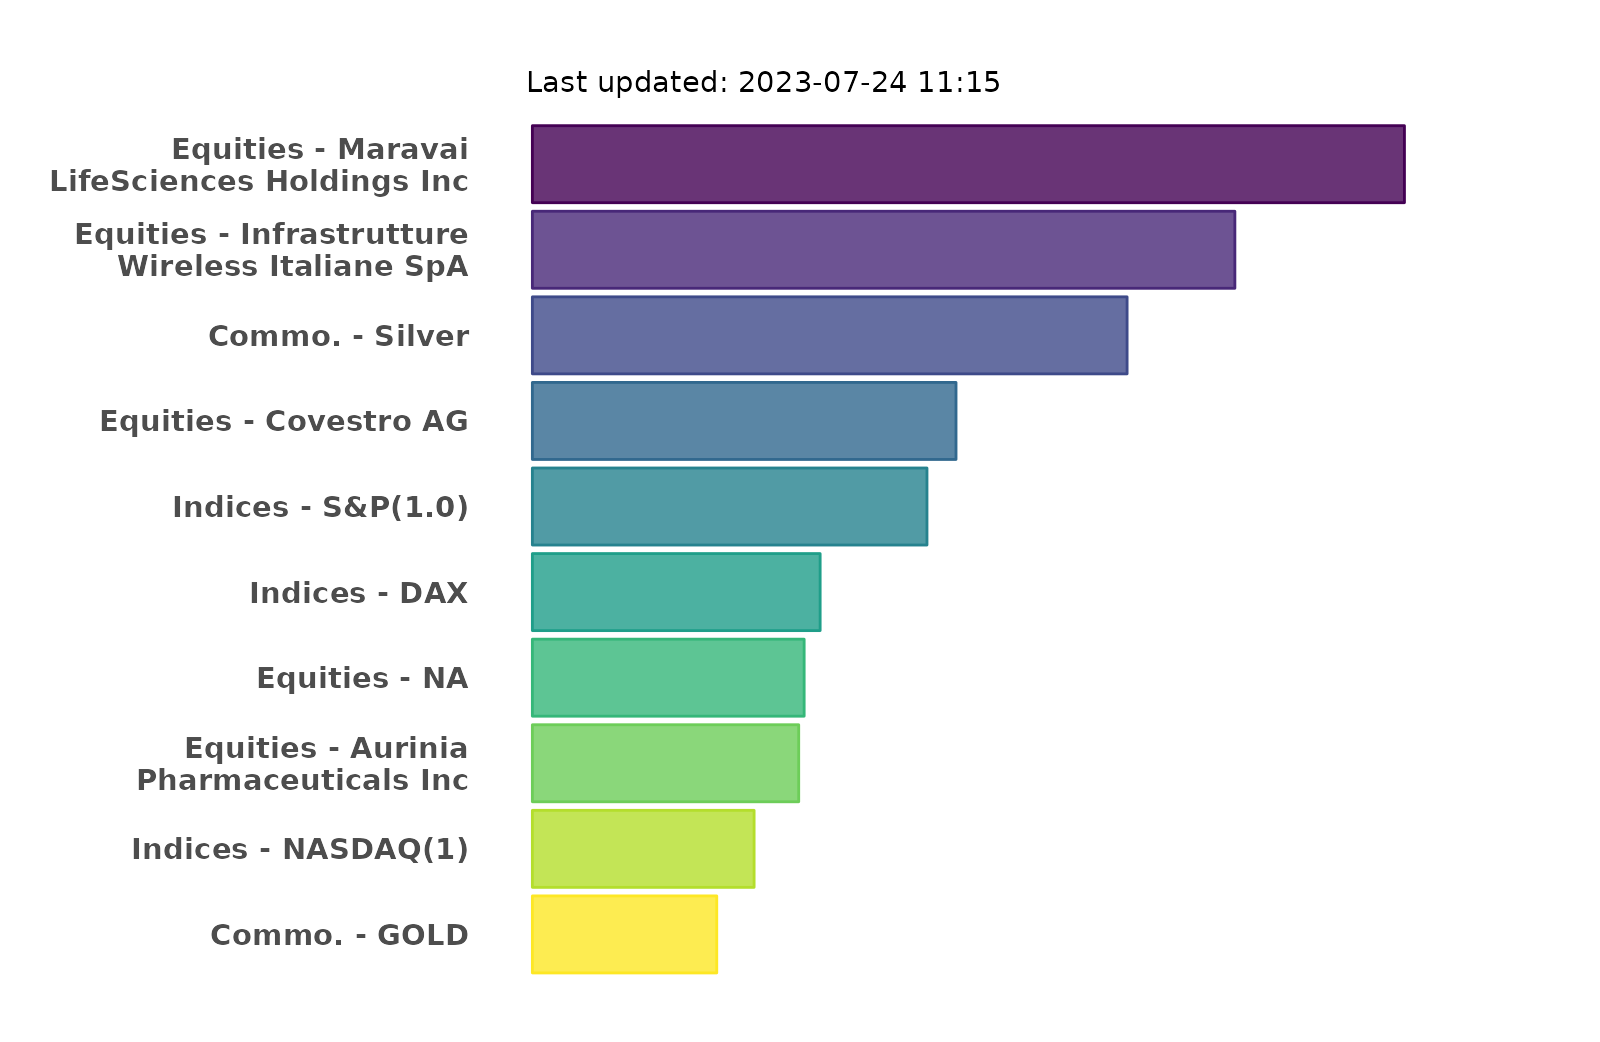 Last updated: 2023-07-24 11:15
Equities - Maravai
LifeSciences Holdings Inc
Equities - Infrastrutture
Wireless Italiane SpA
Commo. - Silver
Equities - Covestro AG
Indices - S&P(1.0)
Indices - DAX
Equities - NA
Equities - Aurinia
Pharmaceuticals Inc
Indices - NASDAQ(1)
Commo. - GOLD